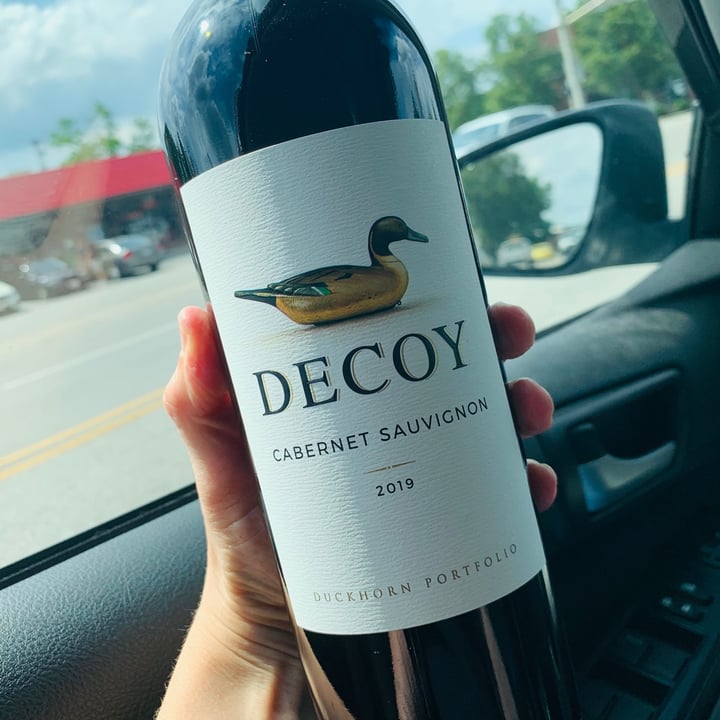 DECOY
CABERNET SAUVIGNON
2019
DUCKHORN PORTFOLIO